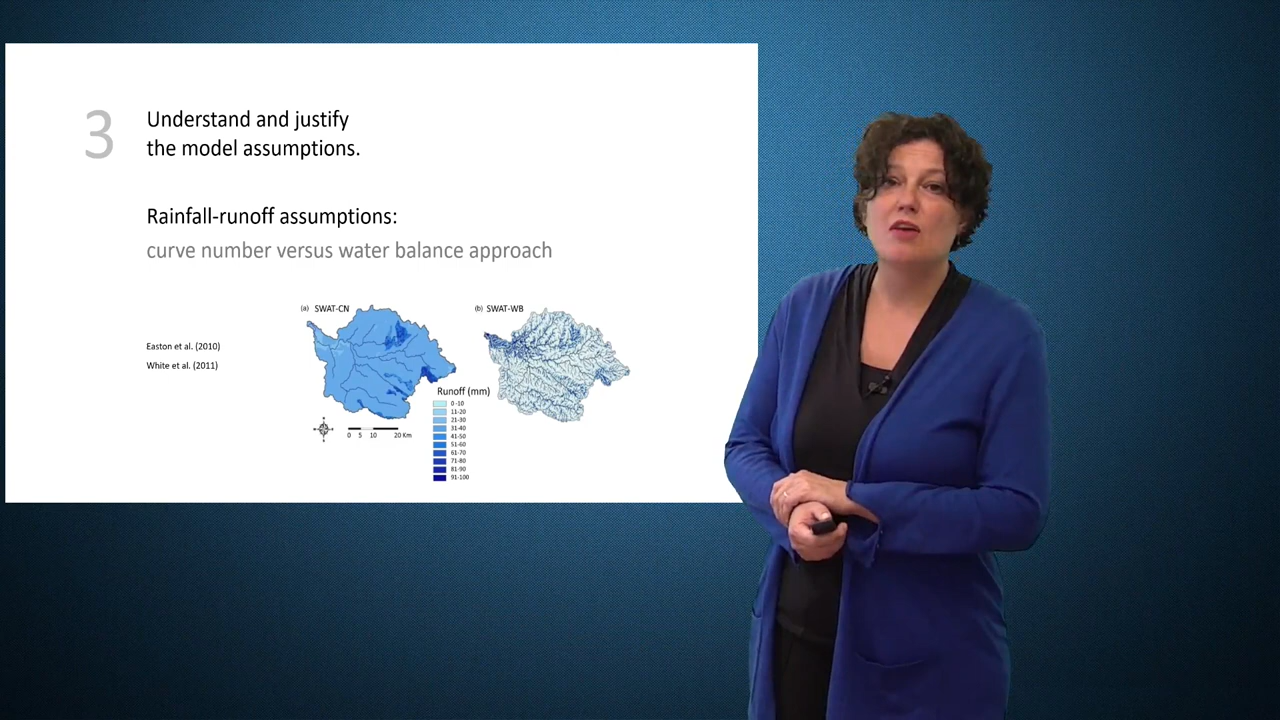 3
Understand and justify
the model assumptions.
Rainfall-runoff assumptions:
curve number versus water balance approach
Easton et al. (2010)
White et al. (2011)
(a) SWAT-CN
(b) SWAT-WB
Runoff (mm)
0 -10
11-20
21-30
31-40
41-50
51-60
61-70
71-80
81-90
91-100
0 5 10 20 Km